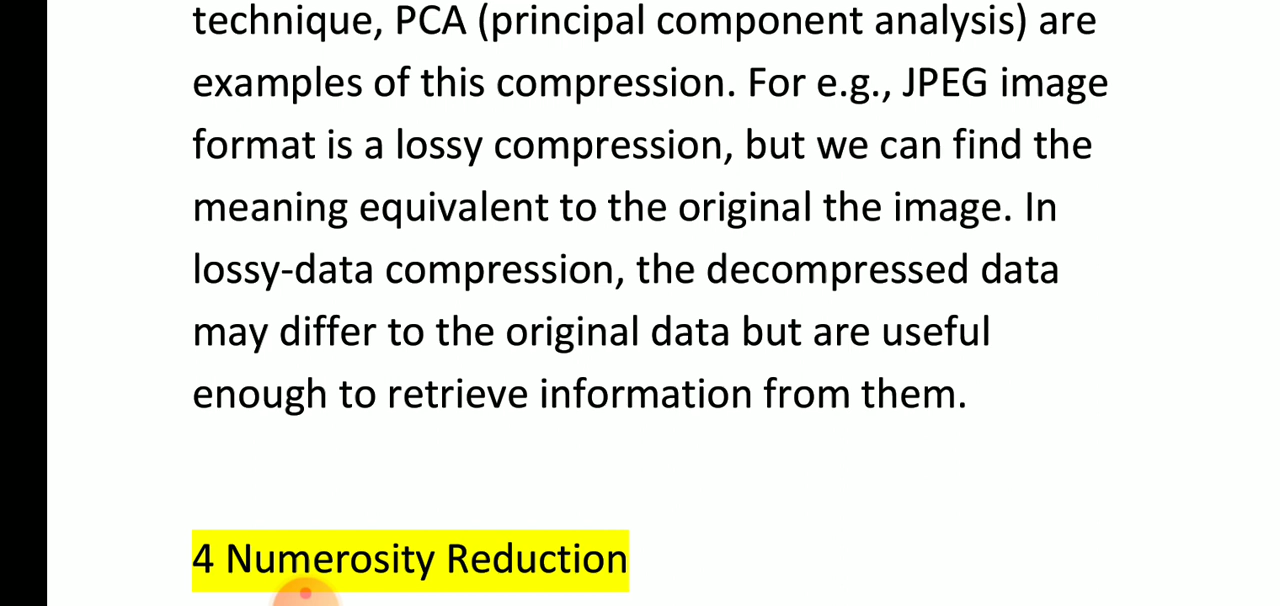 technique, PCA (principal component analysis) are
examples of this compression. For e.g., JPEG image
format is a lossy compression, but we can find the
meaning equivalent to the original the image. In
lossy-data compression, the decompressed data
may differ to the original data but are useful
enough to retrieve information from them.
4 Numerosity Reduction